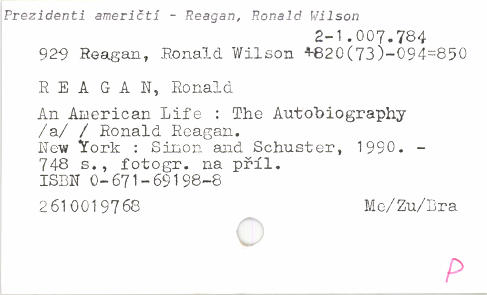 Prezidenti američtí - Reagan, Ronald Wilson
2-1.007.784
929 Reagan, Ronald Wilson +820(73)-094=850
R E A G A N, Ronald
An American Life : The Autobiography
/a/ / Ronald Reagan.
New York : Simon and Schuster, 1990. -
748 s., fotogr. na příl.
ISBN 0-671-69198-8
2610019768 Mc/Zu/Bra
P